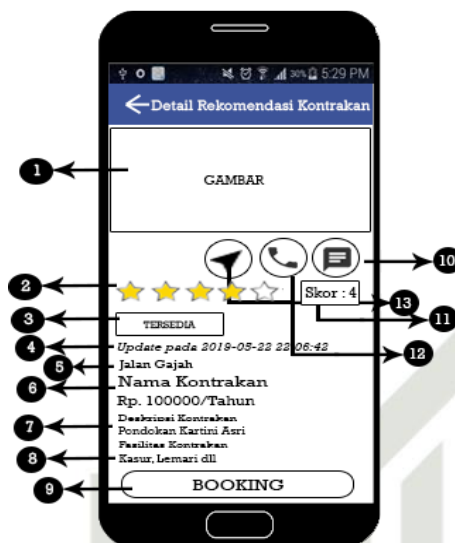 30% 5:29 PM
Detail Rekomendasi Kontrakan
1
GAMBAR
10
2
Skor : 4
13
3
TERSEDIA
11
4
Update pada 2019-05-22 22:06:42
12
5
Jalan Gajah
6
Nama Kontrakan
Rp. 100000/Tahun
7
Deskripsi Kontrakan
Pondokan Kartini Asri
Fasilitas Kontrakan
8
Kasur, Lemari dll
9
BOOKING